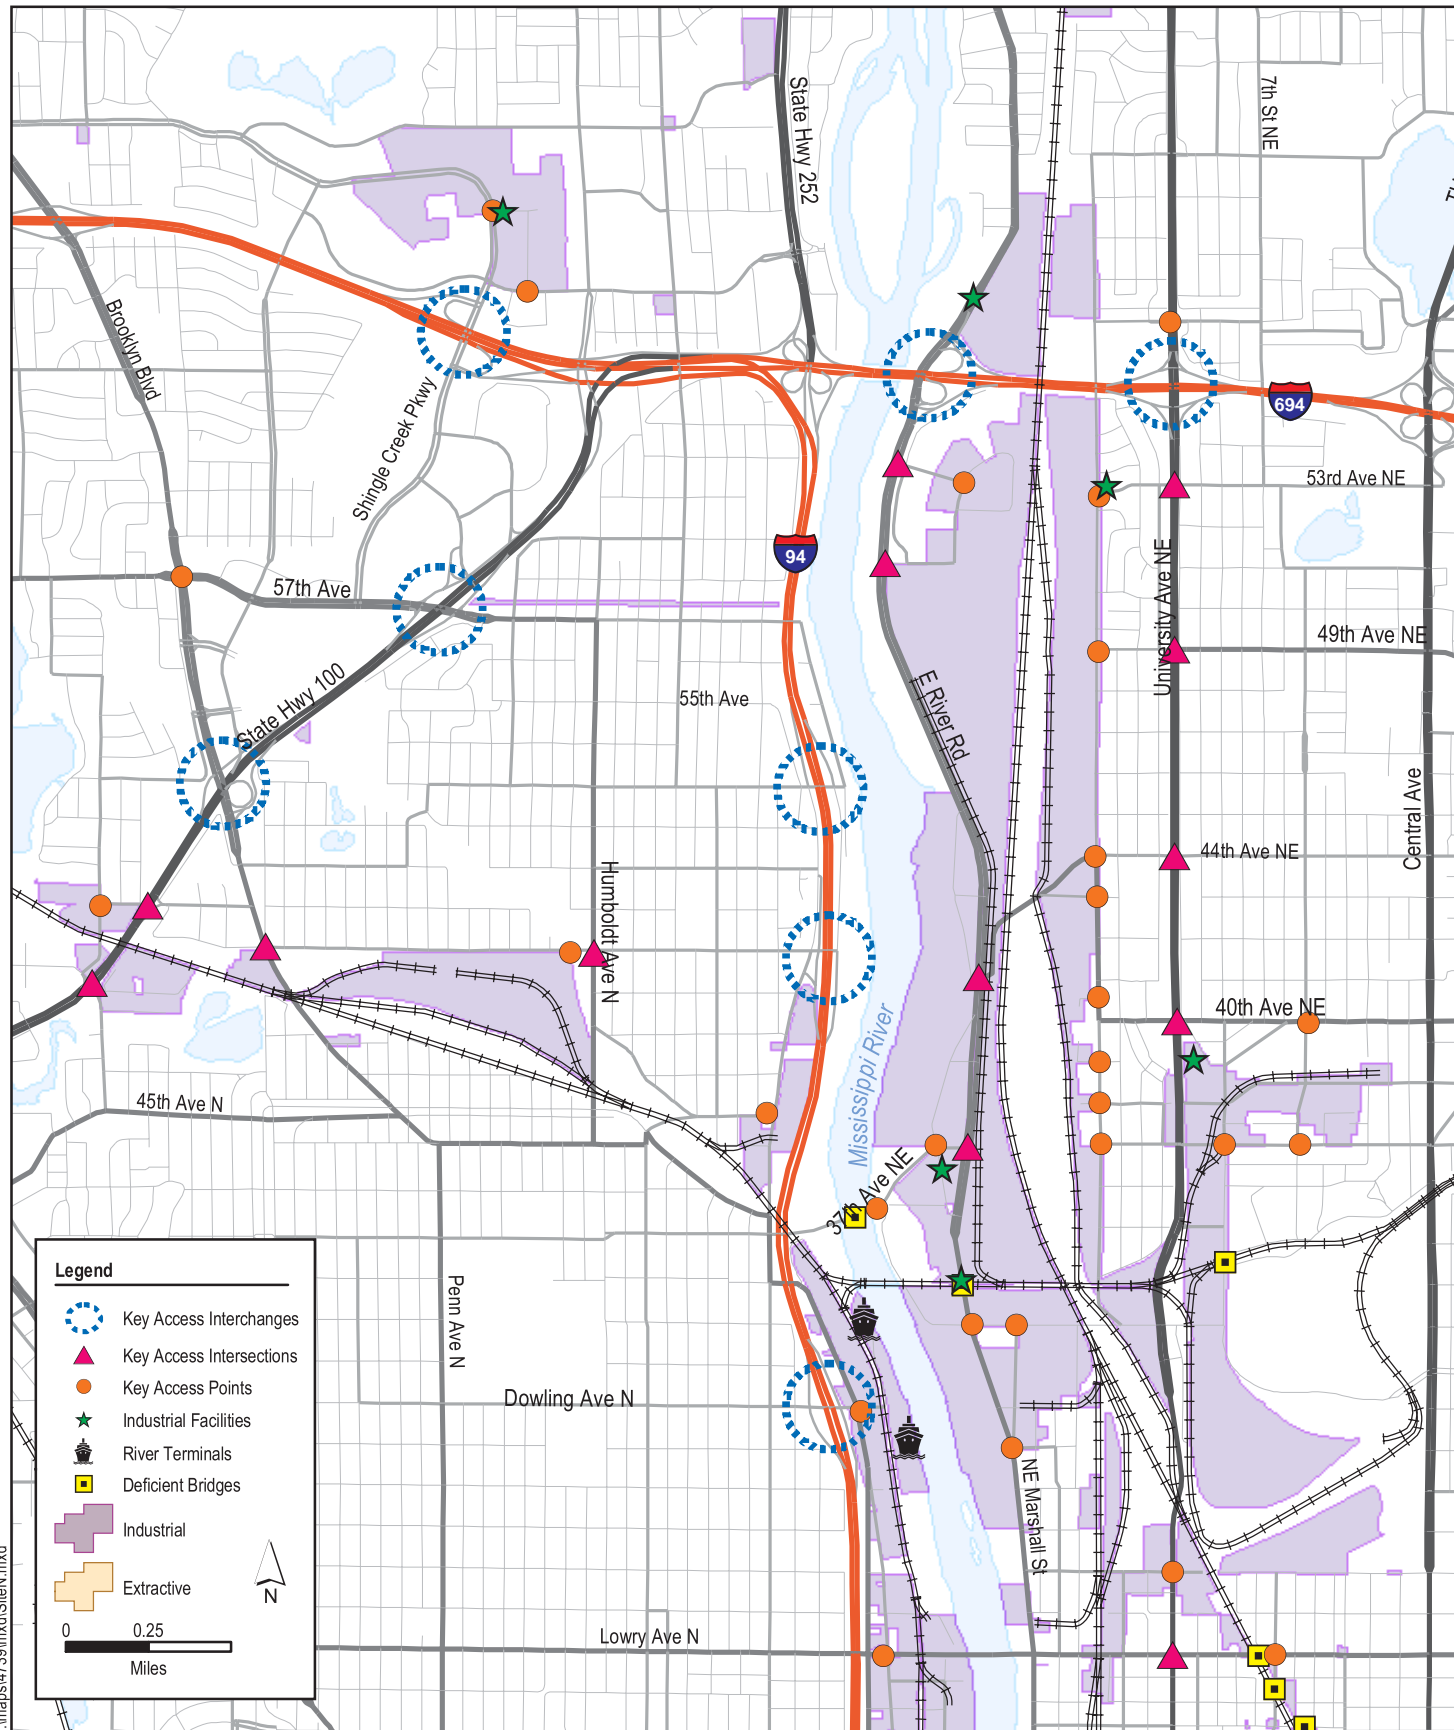 State Hwy 252
7th St NE
Brooklyn Blvd
Shingle Creek Pkwy
694
53rd Ave NE
94
57th Ave
University Ave NE
49th Ave NE
State Hwy 100
55th Ave
E River Rd
Central Ave
44th Ave NE
Humboldt Ave N
40th Ave NE
Mississippi River
45th Ave N
37th Ave NE
Penn Ave N
Dowling Ave N
NE Marshall St
Lowry Ave N
Legend
Key Access Interchanges
Key Access Intersections
Key Access Points
Industrial Facilities
River Terminals
Deficient Bridges
Industrial
Extractive
N
0 0.25
Miles